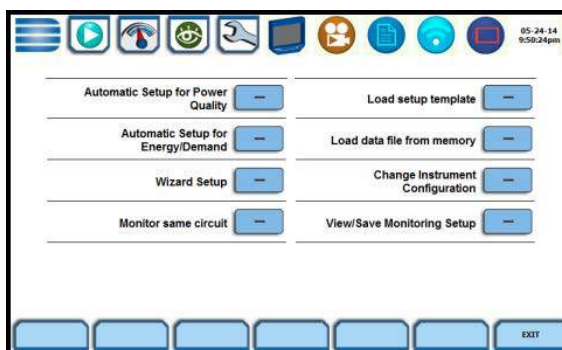 05-24-14
9:50:24pm
Automatic Setup for Power
Quality
Load setup template
Automatic Setup for
Energy/Demand
Load data file from memory
Wizard Setup
Change Instrument
Configuration
Monitor same circuit
View/Save Monitoring Setup
EXIT